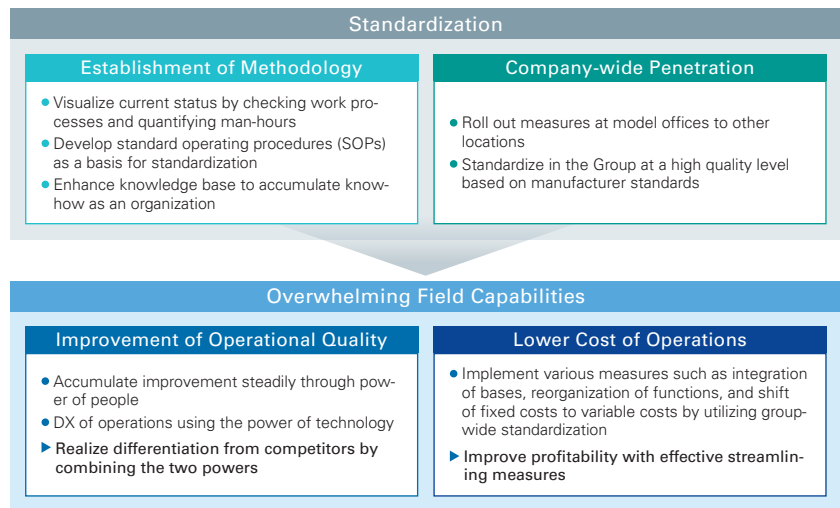 Standardization
Establishment of Methodology
• Visualize current status by checking work pro-
cesses and quantifying man-hours
• Develop standard operating procedures (SOPs)
as a basis for standardization
• Enhance knowledge base to accumulate know-
how as an organization
Company-wide Penetration
• Roll out measures at model offices to other
locations
• Standardize in the Group at a high quality level
based on manufacturer standards
Overwhelming Field Capabilities
Improvement of Operational Quality
• Accumulate improvement steadily through pow-
er of people
• DX of operations using the power of technology
▶ Realize differentiation from competitors by
combining the two powers
Lower Cost of Operations
• Implement various measures such as integration
of bases, reorganization of functions, and shift
of fixed costs to variable costs by utilizing group-
wide standardization
▶ Improve profitability with effective streamlin-
ing measures